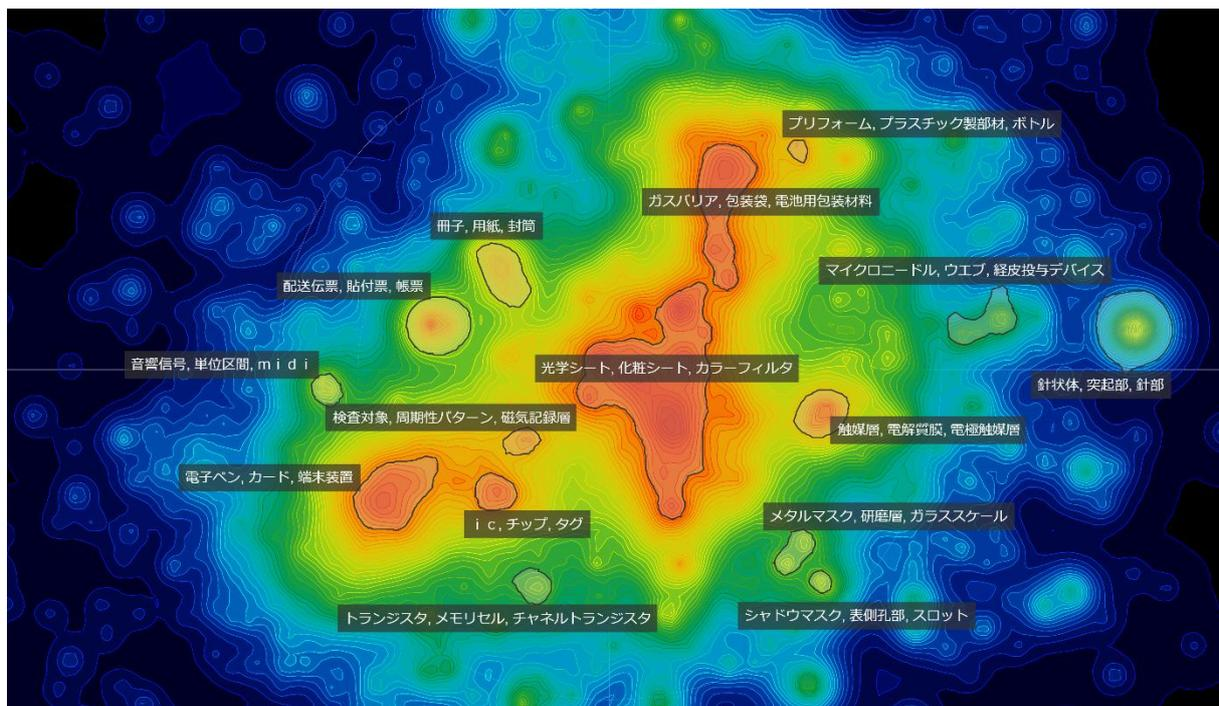 プリフォーム, プラスチック製部材, ボトル
ガスバリア, 包装袋, 電池用包装材料
冊子, 用紙, 封筒
マイクロニードル, ウエブ, 経皮投与デバイス
配送伝票, 貼付票, 帳票
音響信号, 単位区間, ｍｉｄｉ
光学シート, 化粧シート, カラーフィルタ
針状体, 突起部, 針部
検査対象, 周期性パターン, 磁気記録層
触媒層, 電解質膜, 電極触媒層
電子ペン, カード, 端末装置
ｉｃ, チップ, タグ
メタルマスク, 研磨層, ガラススケール
トランジスタ, メモリセル, チャネルトランジスタ
シャドウマスク, 表側孔部, スロット